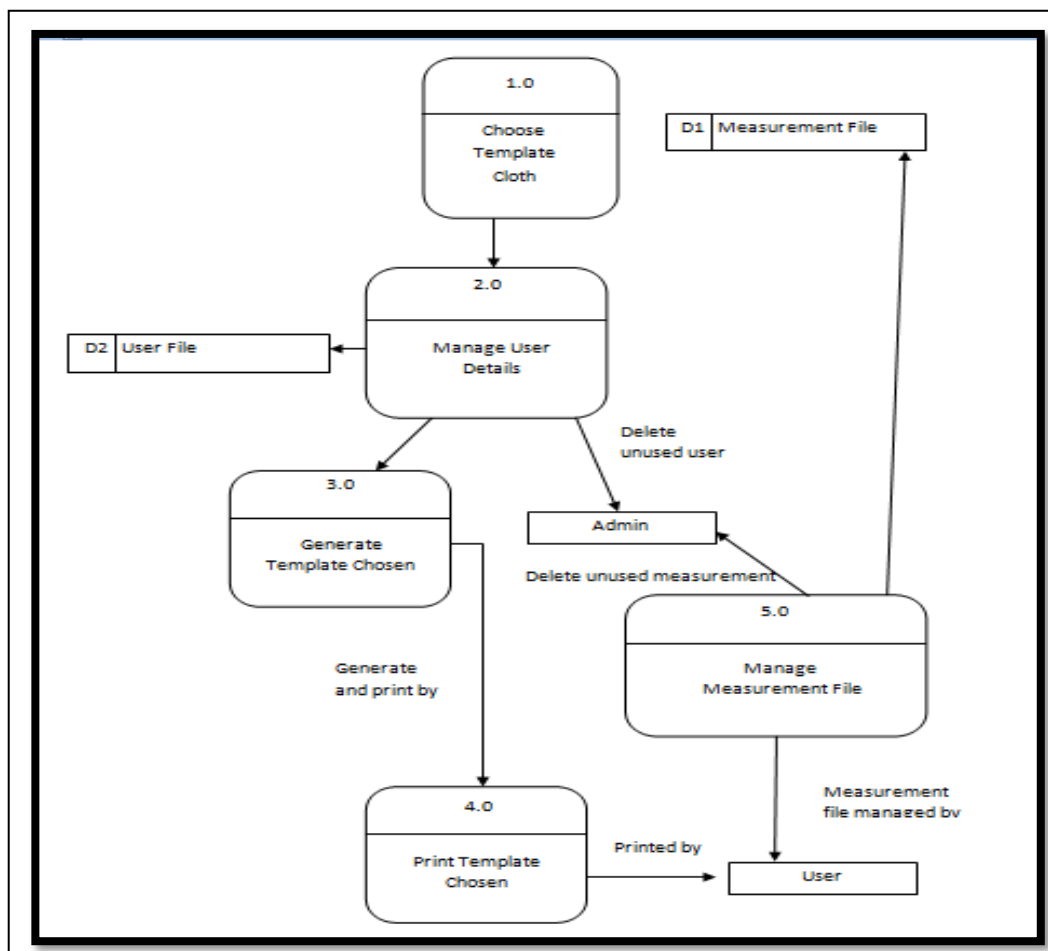 1.0
Choose
Template
Cloth
D1 Measurement File
2.0
Manage User
Details
D2 User File
Delete
unused user
3.0
Generate
Template Chosen
Admin
Delete unused measurement
5.0
Manage
Measurement File
Generate
and print by
4.0
Print Template
Chosen
Printed by
Measurement
file managed by
User